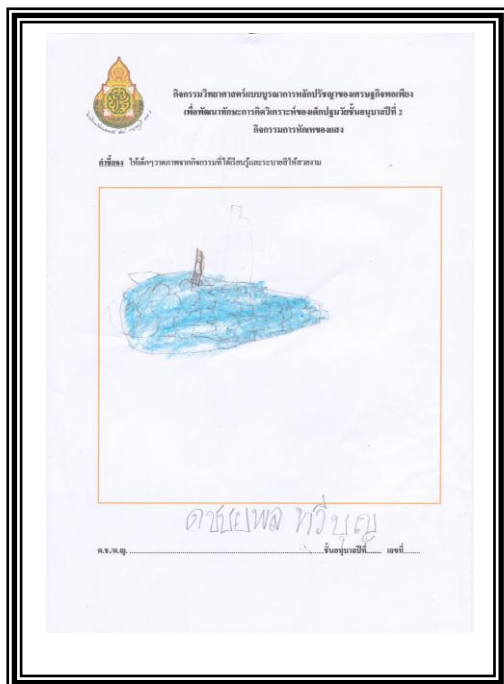 กิจกรรมวิทยาศาสตร์แบบบูรณาการหลักปรัชญาของเศรษฐกิจพอเพียง
เพื่อพัฒนาทักษะการคิดวิเคราะห์ของเด็กปฐมวัยชั้นอนุบาลปีที่ 2
กิจกรรมการหักเหของแสง
คำชี้แจง ให้เด็กๆวาดภาพจากกิจกรรมที่ได้เรียนรู้และระบายสีให้สวยงาม
ทวีบุญ
ด.ช./ด.ญ. ........................ชั้นอนุบาลปีที่...... เลขที่.......